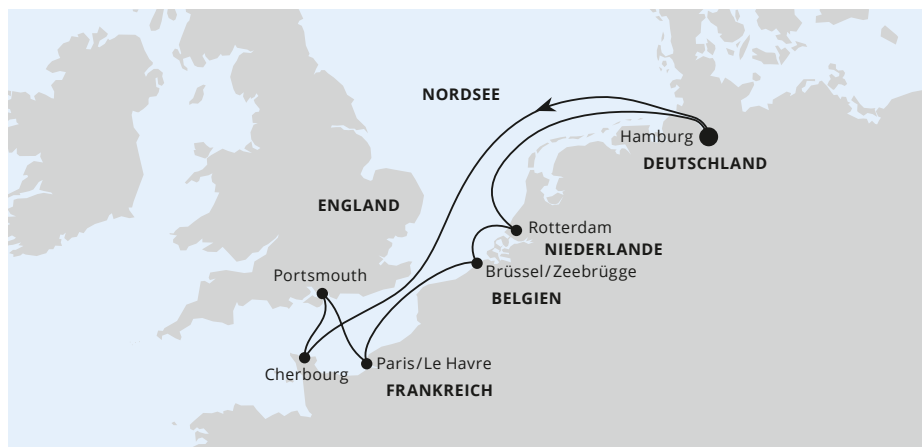 NORDSEE
Hamburg
DEUTSCHLAND
ENGLAND
Rotterdam
NIEDERLANDE
Portsmouth
Brüssel/Zeebrügge
BELGIEN
Cherbourg
Paris/Le Havre
FRANKREICH